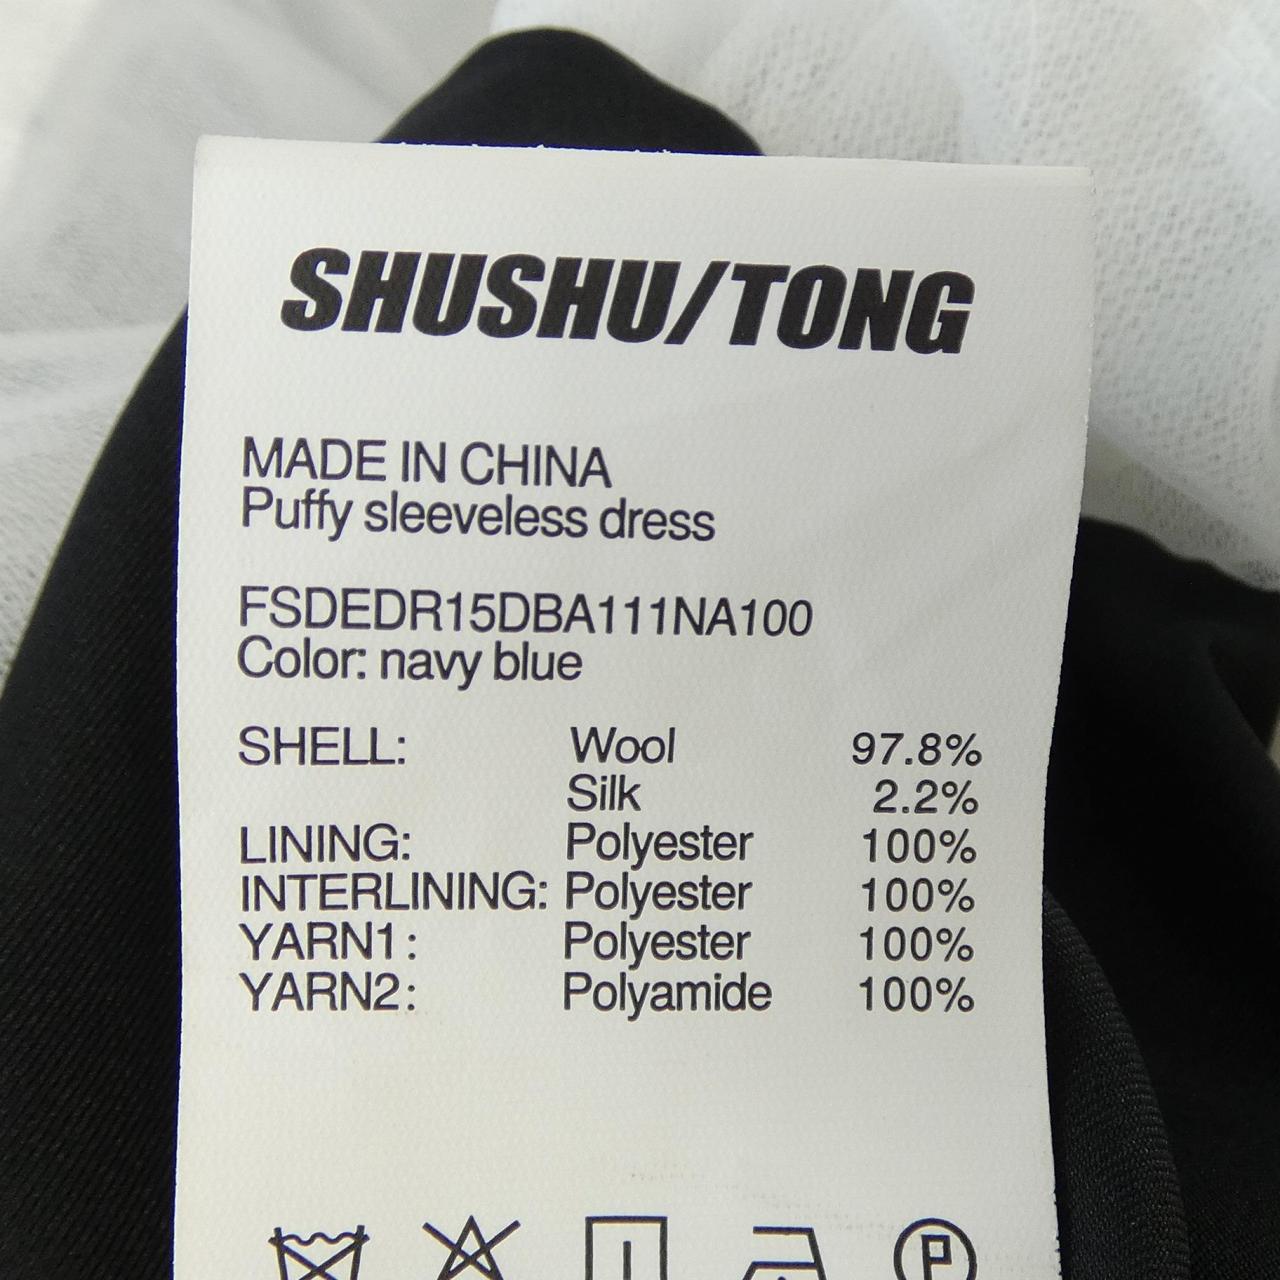 SHUSHU/TONG
MADE IN CHINA
Puffy sleeveless dress
FSDEDR15DBA111NA100
Color: navy blue
SHELL: Wool 97.8%
Silk 2.2%
LINING: Polyester 100%
INTERLINING: Polyester 100%
YARN1: Polyester 100%
YARN2: Polyamide 100%
P